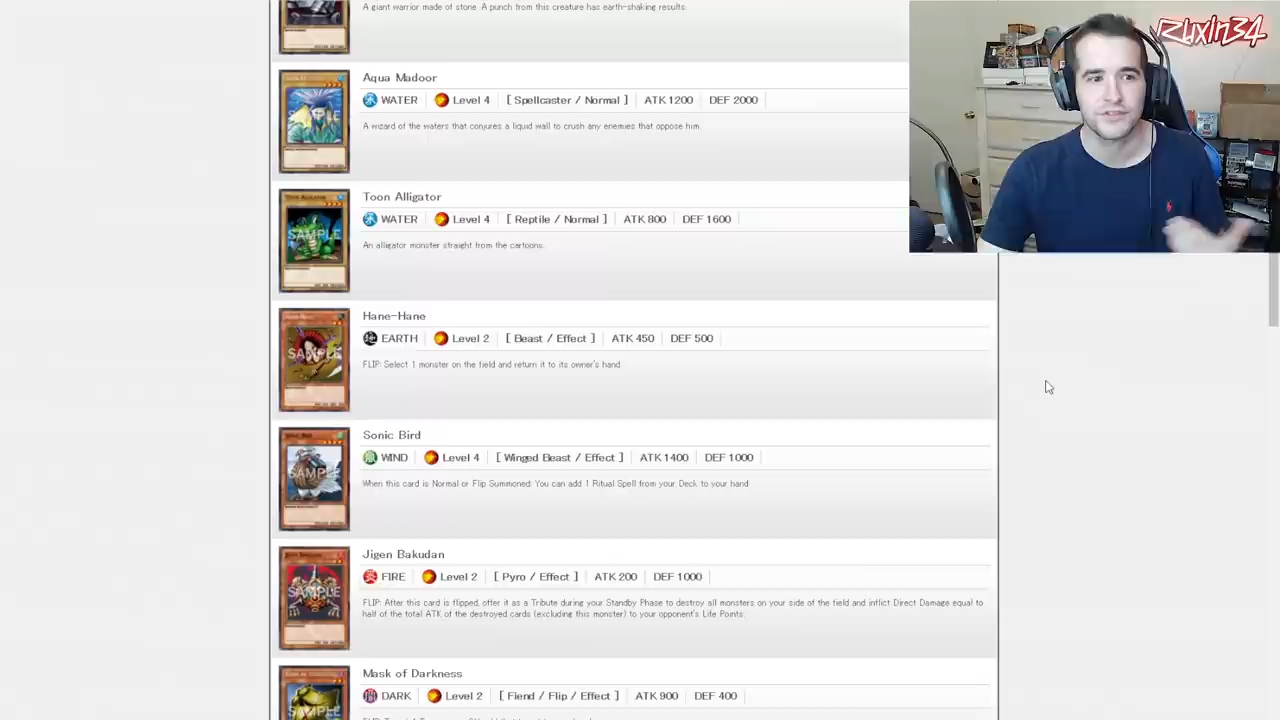 A giant warrior made of stone. A punch from this creature has earth-shaking results.
Ruxin34
Aqua Madoor
WATER Level 4 [ Spellcaster / Normal ] ATK 1200 DEF 2000
A wizard of the waters that conjures a liquid wall to crush any enemies that oppose him.
SAMPLE
Toon Alligator
WATER Level 4 [ Reptile / Normal ] ATK 800 DEF 1600
An alligator monster straight from the cartoons.
SAMPLE
Hane-Hane
EARTH Level 2 [ Beast / Effect ] ATK 450 DEF 500
FLIP: Select 1 monster on the field and return it to its owner's hand
SAMPLE
Sonic Bird
WIND Level 4 [ Winged Beast / Effect ] ATK 1400 DEF 1000
When this card is Normal or Flip Summoned: You can add 1 Ritual Spell from your Deck to your hand
SAMPLE
Jigen Bakudan
FIRE Level 2 [ Pyro / Effect ] ATK 200 DEF 1000
FLIP: After this card is flipped, offer it as a Tribute during your Standby Phase to destroy all monsters on your side of the field and inflict Direct Damage equal to
half of the total ATK of the destroyed cards (excluding this monster) to your opponent's Life Points
SAMPLE
Mask of Darkness
DARK Level 2 [ Fiend / Flip / Effect ] ATK 900 DEF 400